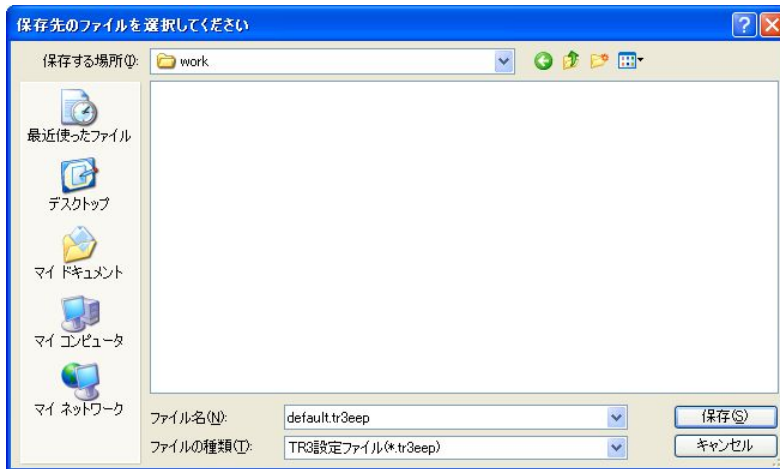 保存先のファイルを選択してください
保存する場所(I):
work
最近使ったファイル
デスクトップ
マイ ドキュメント
マイ コンピュータ
マイ ネットワーク
ファイル名(N):
default.tr3eep
保存(S)
ファイルの種類(T):
TR3設定ファイル(*.tr3eep)
キャンセル